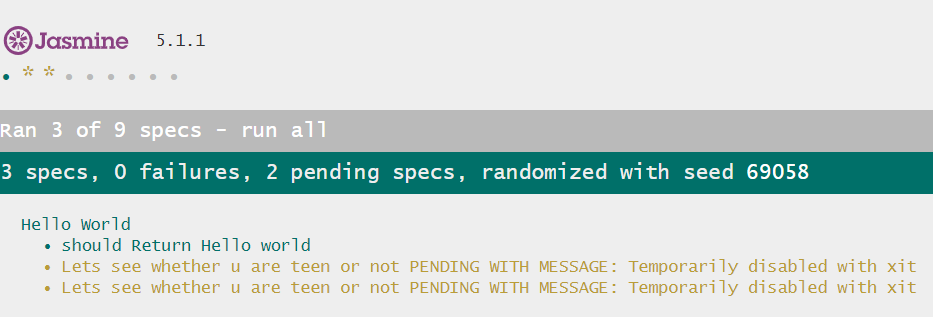 Jasmine 5.1.1
• * * • • • • • •
Ran 3 of 9 specs - run all
3 specs, 0 failures, 2 pending specs, randomized with seed 69058
Hello World
• should Return Hello world
• Lets see whether u are teen or not PENDING WITH MESSAGE: Temporarily disabled with xit
• Lets see whether u are teen or not PENDING WITH MESSAGE: Temporarily disabled with xit